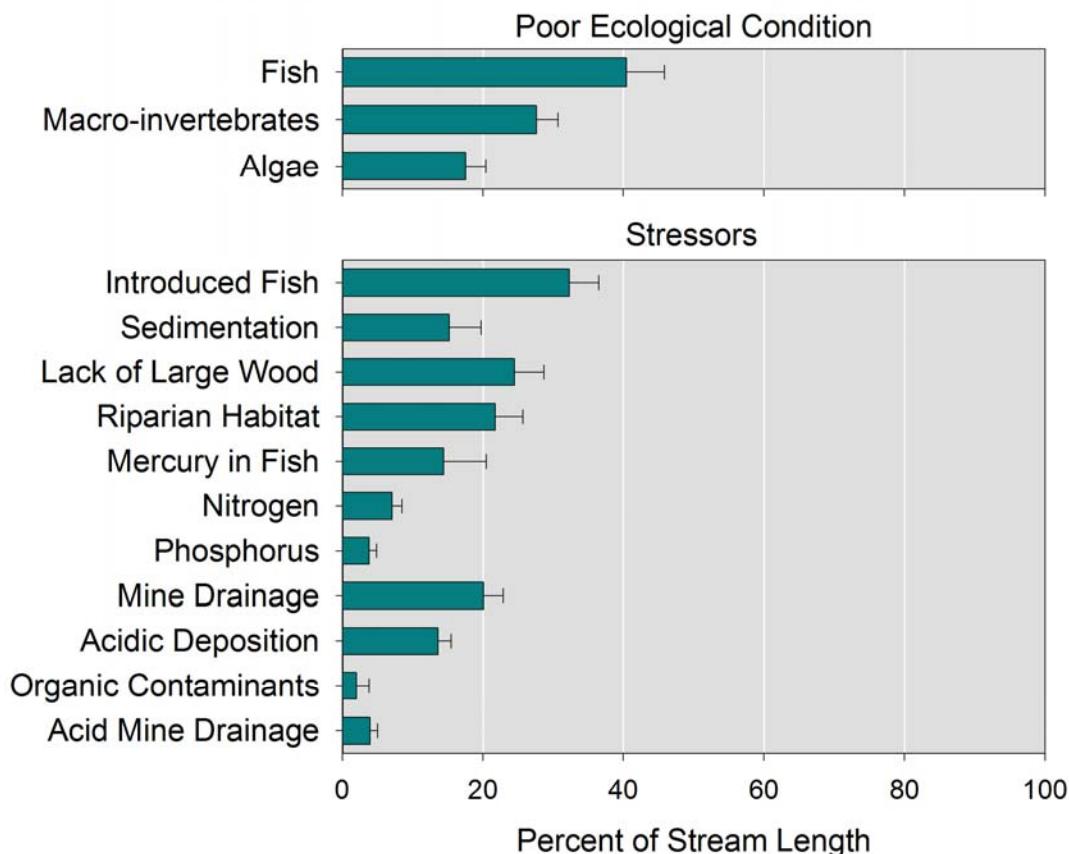 Poor Ecological Condition
Fish
Macro-invertebrates
Algae
Stressors
Introduced Fish
Sedimentation
Lack of Large Wood
Riparian Habitat
Mercury in Fish
Nitrogen
Phosphorus
Mine Drainage
Acidic Deposition
Organic Contaminants
Acid Mine Drainage
0 20 40 60 80 100
Percent of Stream Length